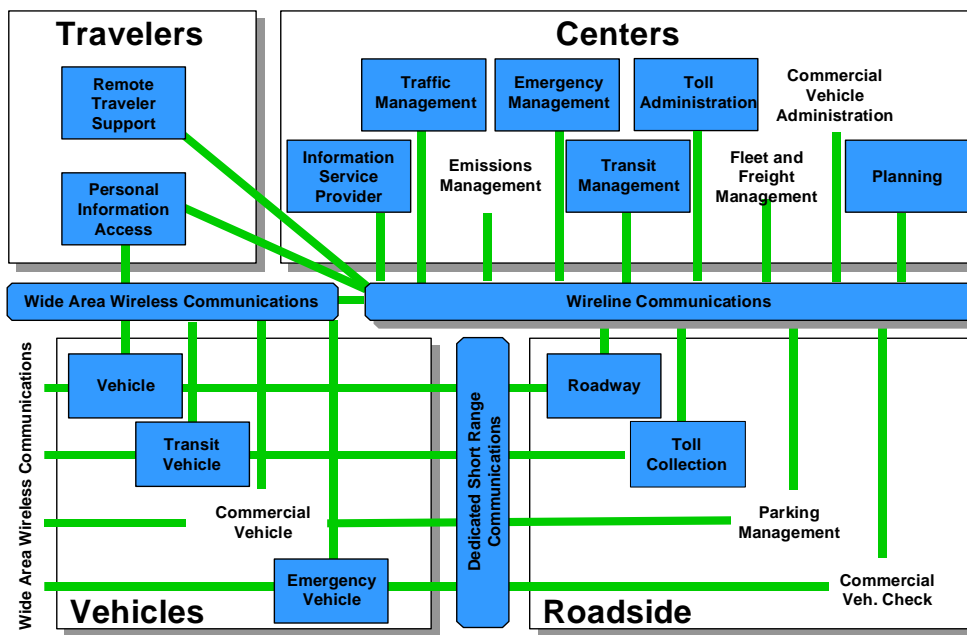 Travelers
Remote
Traveler
Support
Personal
Information
Access
Centers
Traffic
Management
Emergency
Management
Toll
Administration
Commercial
Vehicle
Administration
Information
Service
Provider
Emissions
Management
Transit
Management
Fleet and
Freight
Management
Planning
Wide Area Wireless Communications
Wireline Communications
Wide Area Wireless Communications
Vehicle
Transit
Vehicle
Commercial
Vehicle
Emergency
Vehicle
Vehicles
Dedicated Short Range
Communications
Roadway
Toll
Collection
Parking
Management
Commercial
Veh. Check
Roadside